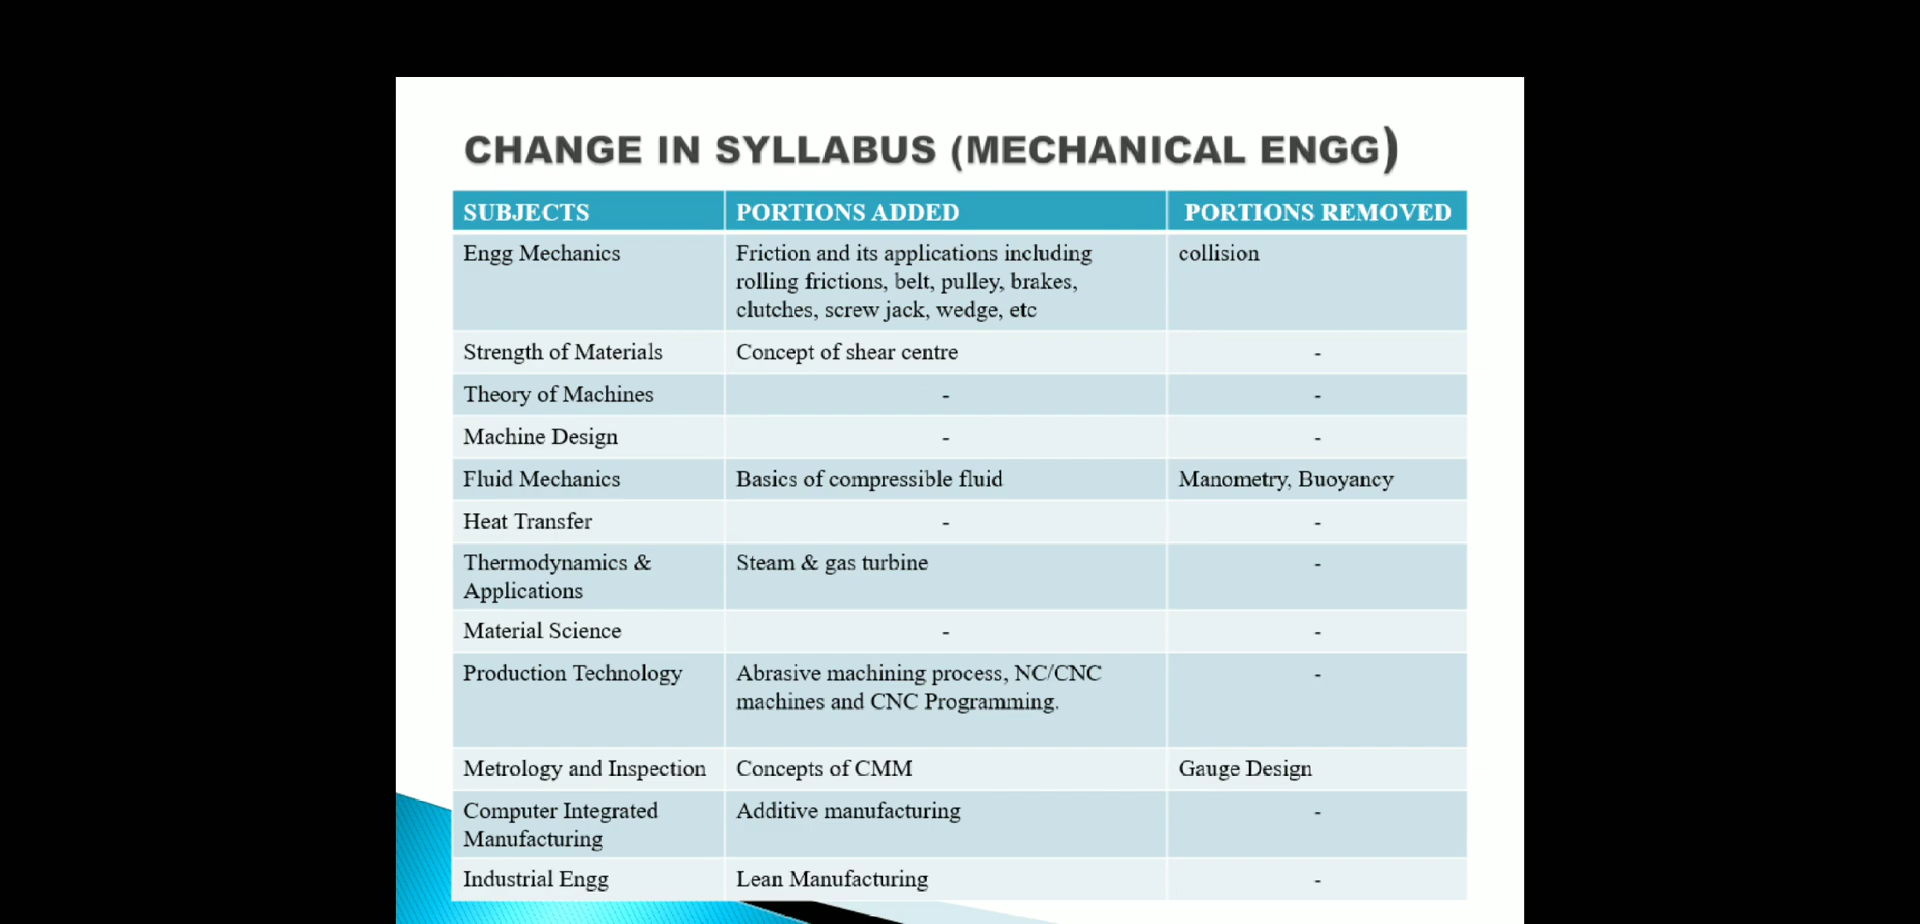 CHANGE IN SYLLABUS (MECHANICAL ENGG)
SUBJECTS PORTIONS ADDED PORTIONS REMOVED
Engg Mechanics Friction and its applications including collision
rolling frictions, belt, pulley, brakes,
clutches, screw jack, wedge, etc
Strength of Materials Concept of shear centre -
Theory of Machines - -
Machine Design - -
Fluid Mechanics Basics of compressible fluid Manometry, Buoyancy
Heat Transfer - -
Thermodynamics & Steam & gas turbine -
Applications
Material Science - -
Production Technology Abrasive machining process, NC/CNC -
machines and CNC Programming.
Metrology and Inspection Concepts of CMM Gauge Design
Computer Integrated Additive manufacturing -
Manufacturing
Industrial Engg Lean Manufacturing -